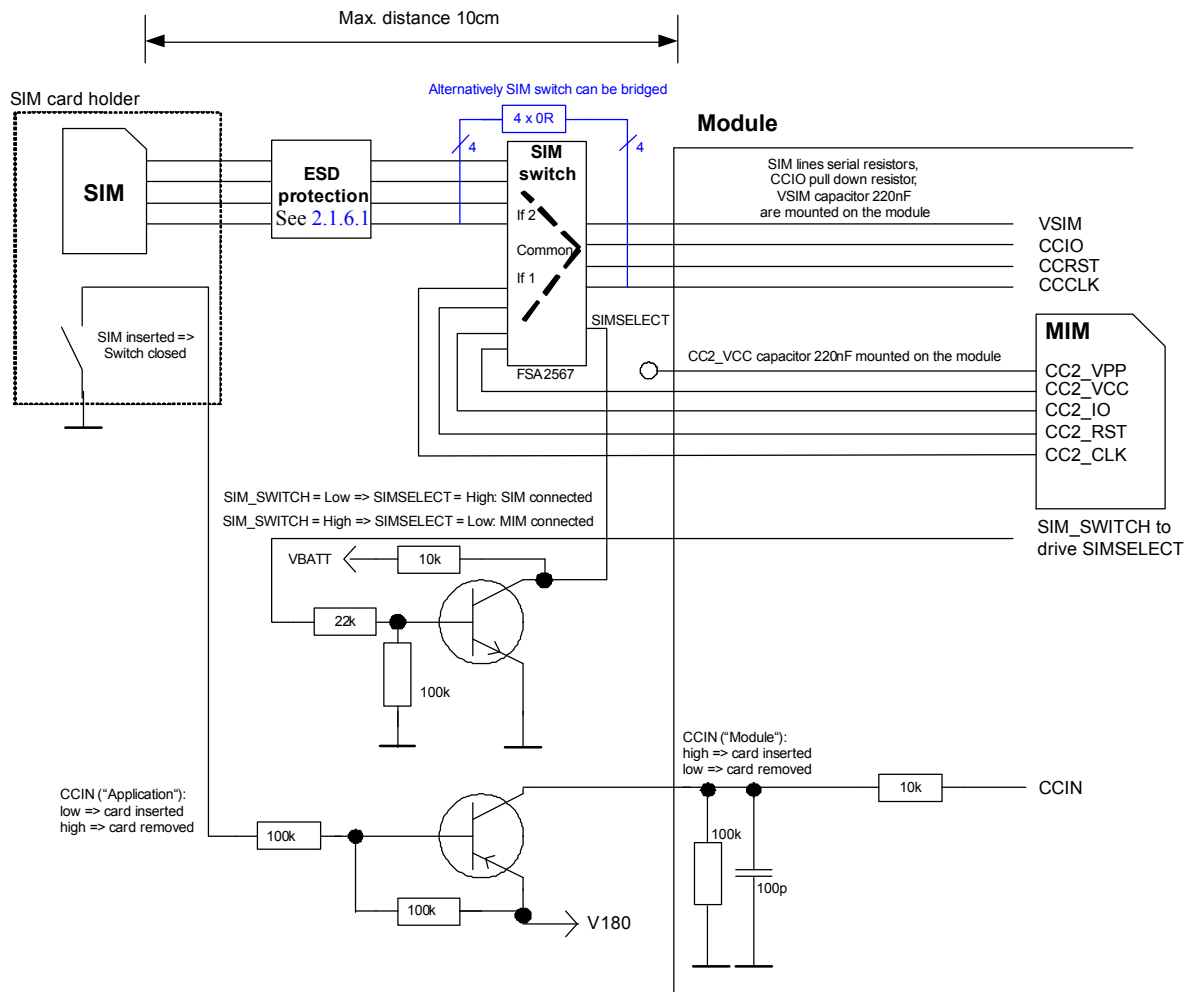 Max. distance 10cm
Alternatively SIM switch can be bridged
SIM card holder
4 x 0R
Module
4
4
SIM
switch
SIM
ESD
protection
See 2.1.6.1
If 2
Common
If 1
SIM lines serial resistors,
CCIO pull down resistor,
VSIM capacitor 220nF
are mounted on the module
VSIM
CCIO
CCRST
CCCLK
SIM inserted =>
Switch closed
SIMSELECT
FSA2567
CC2_VCC capacitor 220nF mounted on the module
MIM
CC2_VPP
CC2_VCC
CC2_IO
CC2_RST
CC2_CLK
SIM_SWITCH = Low => SIMSELECT = High: SIM connected
SIM_SWITCH = High => SIMSELECT = Low: MIM connected
SIM_SWITCH to
drive SIMSELECT
VBATT
10k
22k
100k
CCIN ("Module"):
high => card inserted
low => card removed
CCIN ("Application"):
low => card inserted
high => card removed
10k
CCIN
100k
100k
100p
100k
V180